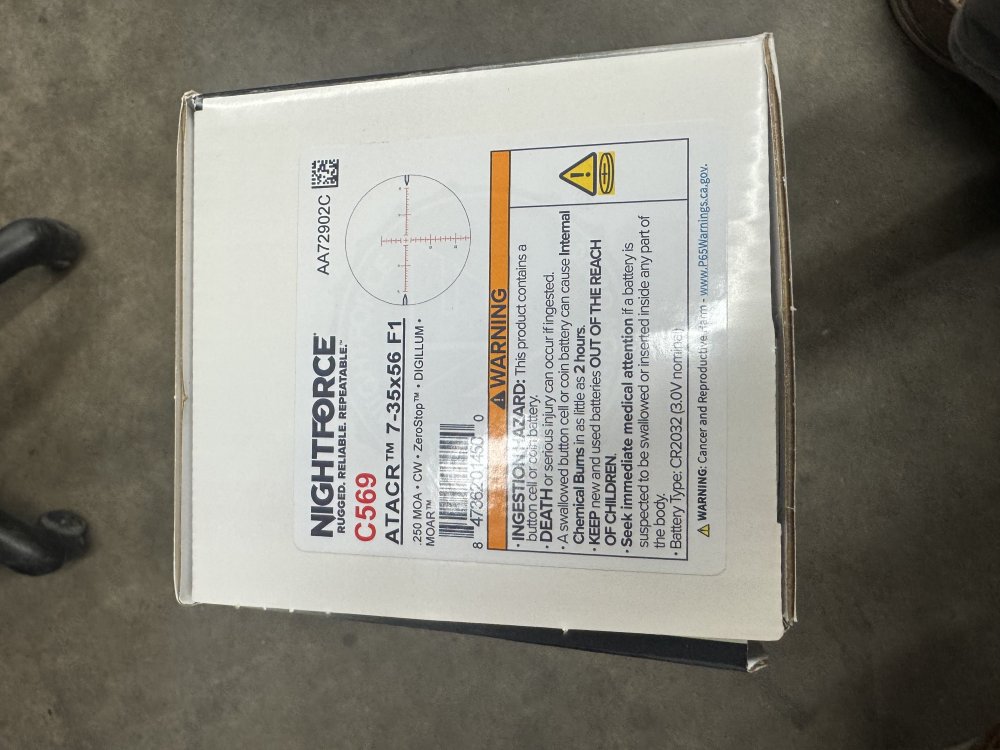 NIGHTFORCE®
RUGGED. RELIABLE. REPEATABLE.™
AA72902C
C569
ATACR™ 7-35x56 F1
.250 MOA • CW • ZeroStop™ • DIGILLUM •
MOAR™
8 47362 01450 0
WARNING
• INGESTION HAZARD: This product contains a
button cell or coin battery.
• DEATH or serious injury can occur if ingested.
• A swallowed button cell or coin battery can cause Internal
Chemical Burns in as little as 2 hours.
• KEEP new and used batteries OUT OF THE REACH
OF CHILDREN.
• Seek immediate medical attention if a battery is
suspected to be swallowed or inserted inside any part of
the body.
• Battery Type: CR2032 (3.0V nominal)
WARNING: Cancer and Reproductive Harm - www.P65Warnings.ca.gov.